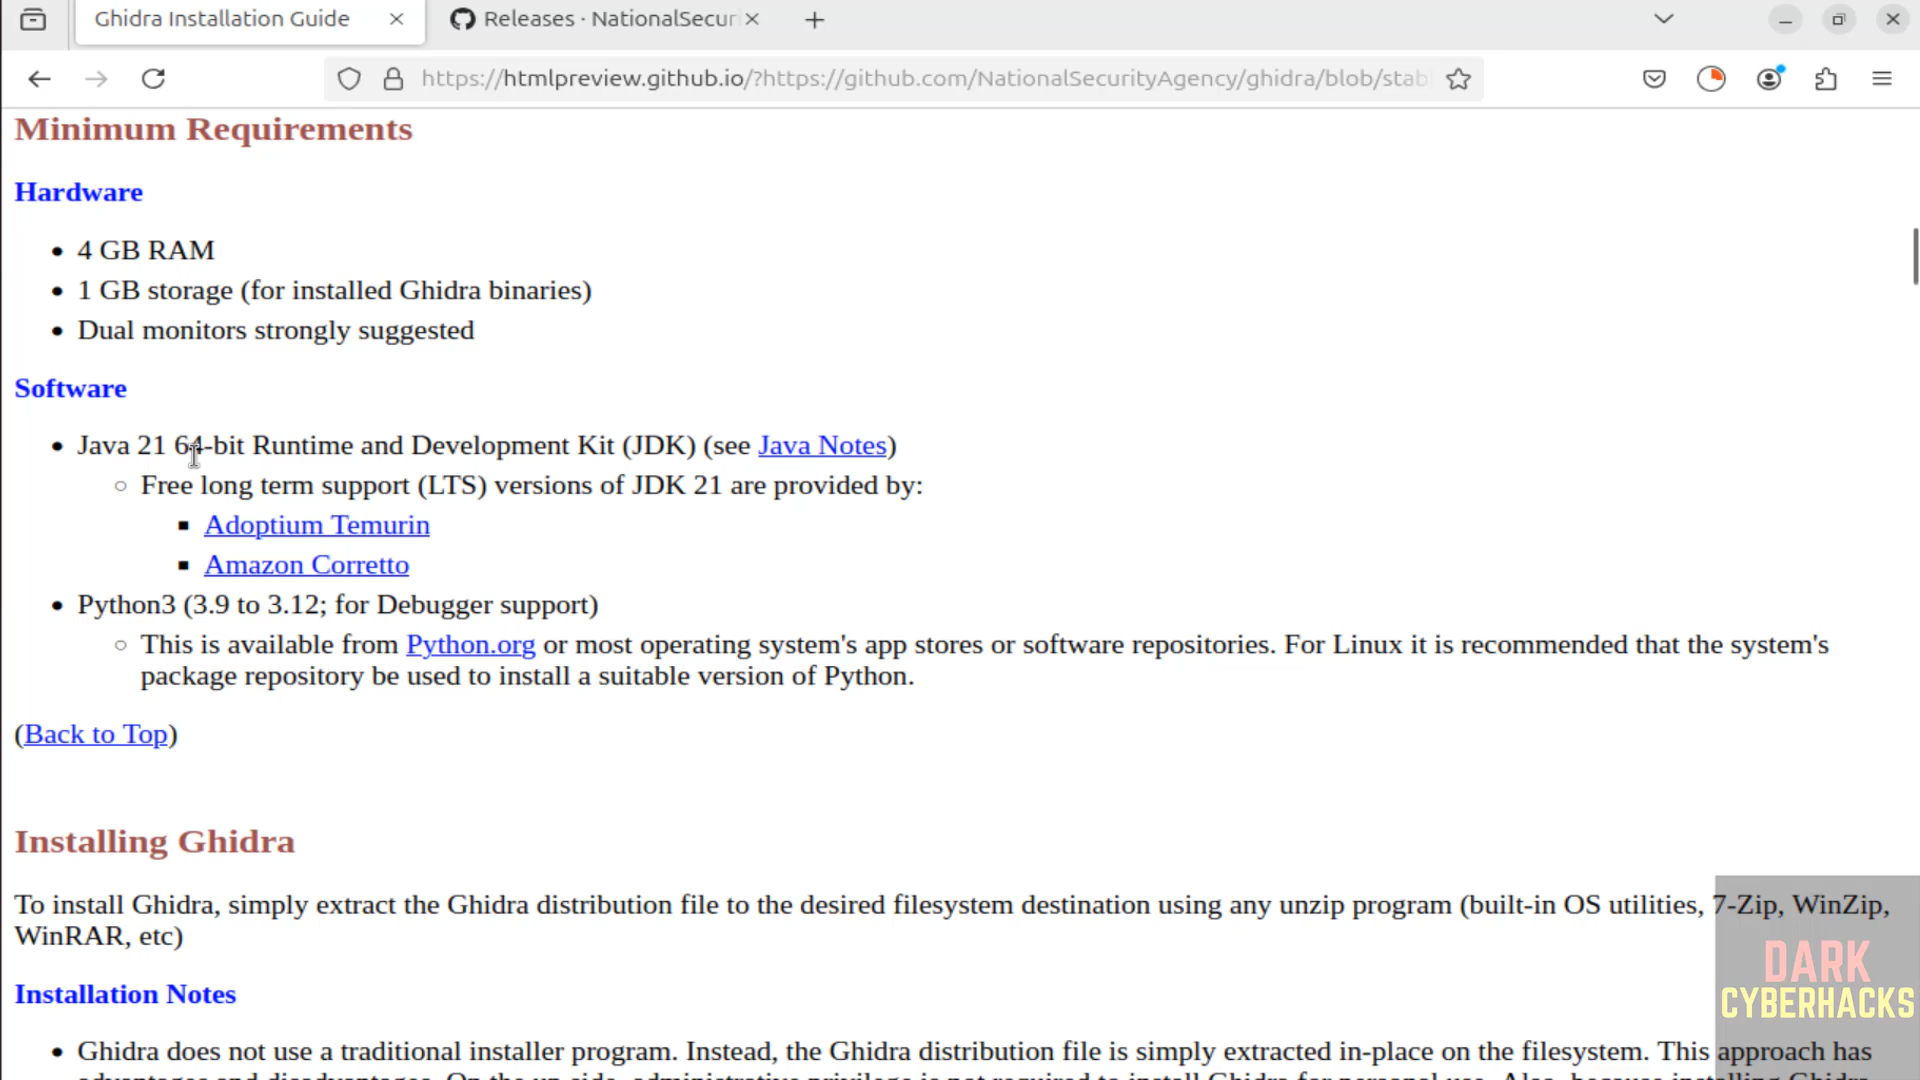 Ghidra Installation Guide
Releases · NationalSecuri
https://htmlpreview.github.io/?https://github.com/NationalSecurityAgency/ghidra/blob/stab
Minimum Requirements
Hardware
• 4 GB RAM
• 1 GB storage (for installed Ghidra binaries)
• Dual monitors strongly suggested
Software
• Java 21 64-bit Runtime and Development Kit (JDK) (see Java Notes)
○ Free long term support (LTS) versions of JDK 21 are provided by:
▪ Adoptium Temurin
▪ Amazon Corretto
• Python3 (3.9 to 3.12; for Debugger support)
○ This is available from Python.org or most operating system's app stores or software repositories. For Linux it is recommended that the system's
package repository be used to install a suitable version of Python.
(Back to Top)
Installing Ghidra
To install Ghidra, simply extract the Ghidra distribution file to the desired filesystem destination using any unzip program (built-in OS utilities, 7-Zip, WinZip,
WinRAR, etc)
DARK
CYBERHACKS
Installation Notes
• Ghidra does not use a traditional installer program. Instead, the Ghidra distribution file is simply extracted in-place on the filesystem. This approach has